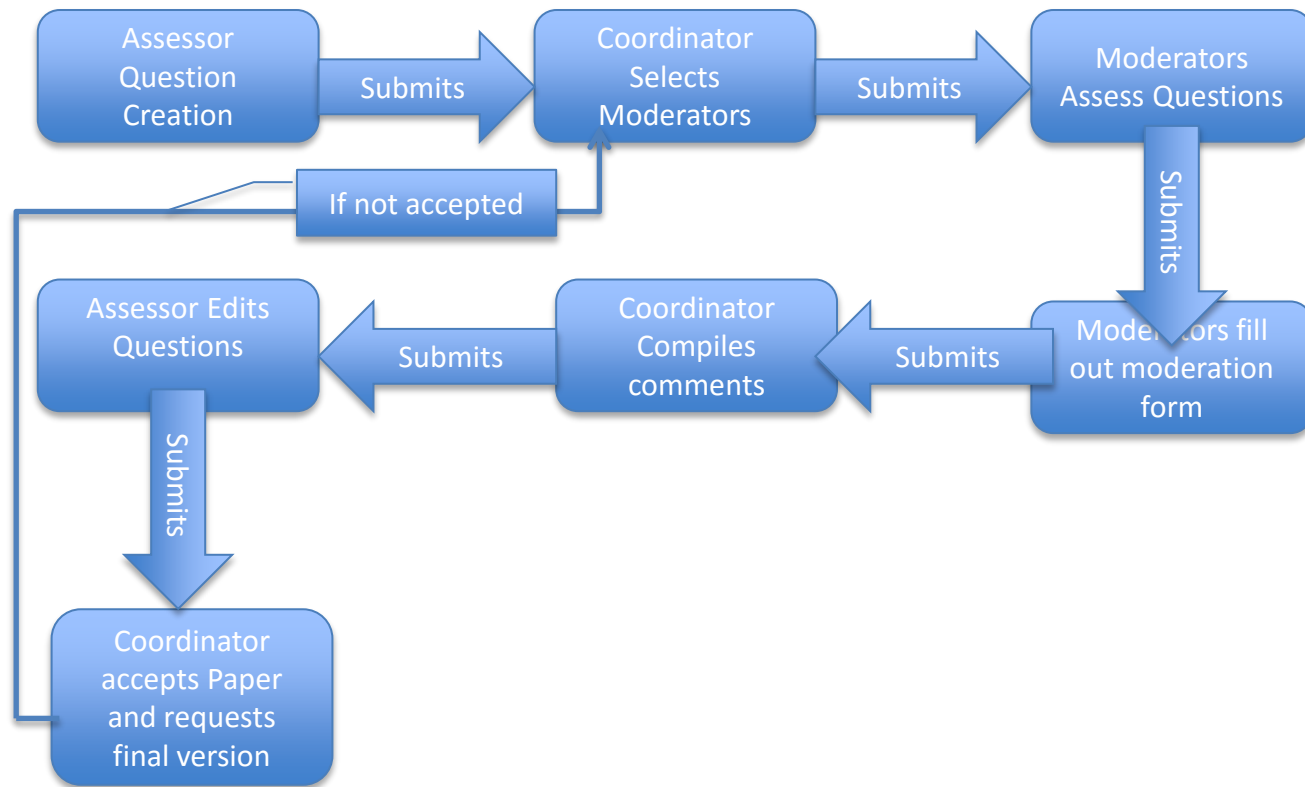 Assessor
Question
Creation
Submits
Coordinator
Selects
Moderators
Submits
Moderators
Assess Questions
Submits
If not accepted
Moderators fill
out moderation
form
Submits
Coordinator
Compiles
comments
Submits
Assessor Edits
Questions
Submits
Coordinator
accepts Paper
and requests
final version